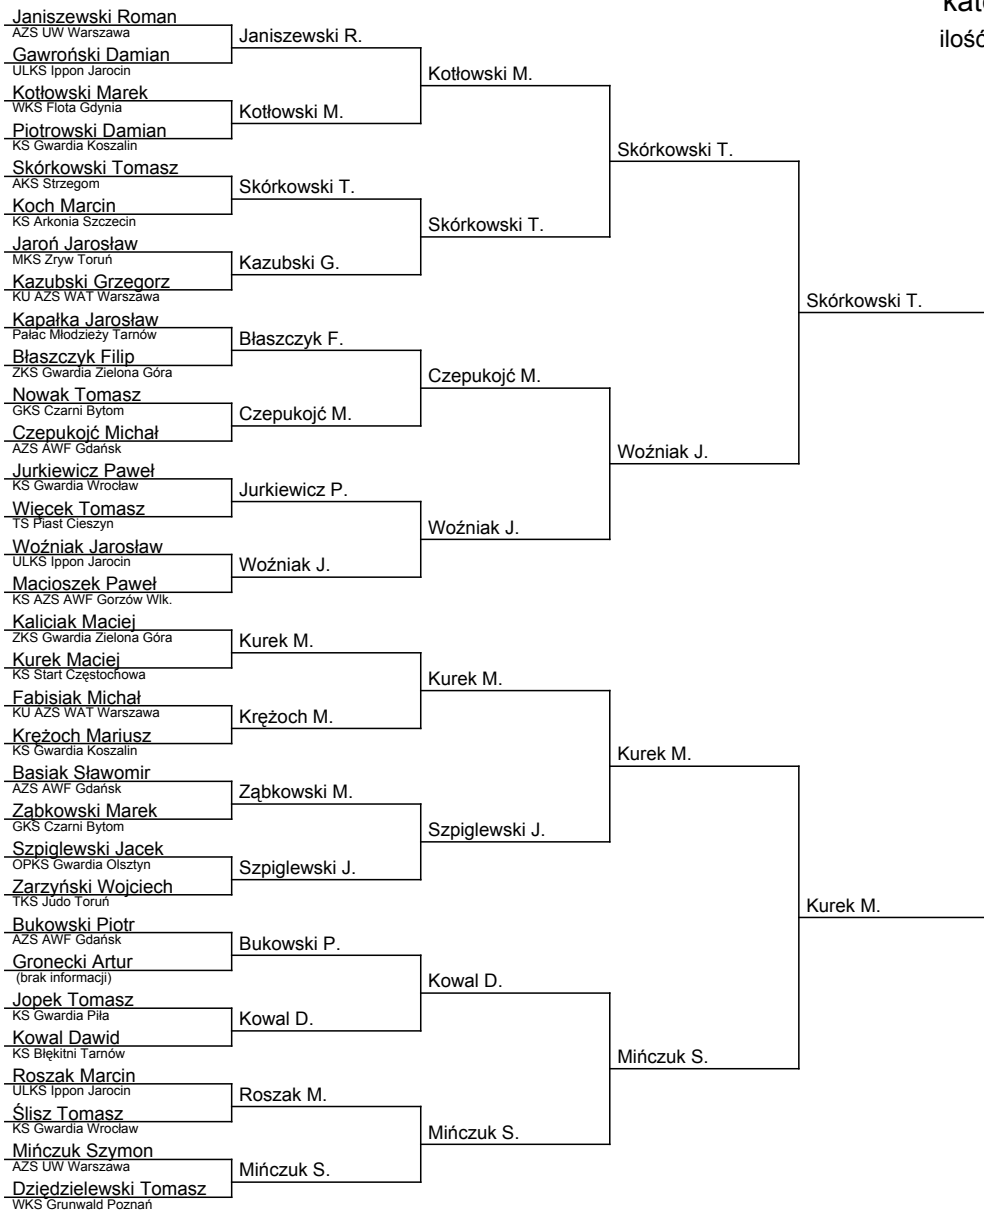 kat
ilość
Janiszewski Roman
AZS UW Warszawa
Gawroński Damian
ULKS Ippon Jarocin
Kotłowski Marek
WKS Flota Gdynia
Piotrowski Damian
KS Gwardia Koszalin
Skórkowski Tomasz
AKS Strzegom
Koch Marcin
KS Arkonia Szczecin
Jaroń Jarosław
MKS Zryw Toruń
Kazubski Grzegorz
KU AZS WAT Warszawa
Kapałka Jarosław
Pałac Młodzieży Tarnów
Błaszczyk Filip
ZKS Gwardia Zielona Góra
Nowak Tomasz
GKS Czarni Bytom
Czepukojć Michał
AZS AWF Gdańsk
Jurkiewicz Paweł
KS Gwardia Wrocław
Więcek Tomasz
TS Piast Cieszyn
Woźniak Jarosław
ULKS Ippon Jarocin
Macioszek Paweł
KS AZS AWF Gorzów Wlk.
Kaliciak Maciej
ZKS Gwardia Zielona Góra
Kurek Maciej
KS Start Częstochowa
Fabisiak Michał
KU AZS WAT Warszawa
Krężoch Mariusz
KS Gwardia Koszalin
Basiak Sławomir
AZS AWF Gdańsk
Ząbkowski Marek
GKS Czarni Bytom
Szpiglewski Jacek
OPKS Gwardia Olsztyn
Zarzyński Wojciech
TKS Judo Toruń
Bukowski Piotr
AZS AWF Gdańsk
Gronecki Artur
(brak informacji)
Jopek Tomasz
KS Gwardia Piła
Kowal Dawid
KS Błękitni Tarnów
Roszak Marcin
ULKS Ippon Jarocin
Ślisz Tomasz
KS Gwardia Wrocław
Mińczuk Szymon
AZS UW Warszawa
Dziędzielewski Tomasz
WKS Grunwald Poznań
Janiszewski R.
Kotłowski M.
Skórkowski T.
Kazubski G.
Błaszczyk F.
Czepukojć M.
Jurkiewicz P.
Woźniak J.
Kurek M.
Krężoch M.
Ząbkowski M.
Szpiglewski J.
Bukowski P.
Kowal D.
Roszak M.
Mińczuk S.
Kotłowski M.
Skórkowski T.
Czepukojć M.
Woźniak J.
Kurek M.
Szpiglewski J.
Kowal D.
Mińczuk S.
Skórkowski T.
Woźniak J.
Kurek M.
Mińczuk S.
Skórkowski T.
Kurek M.